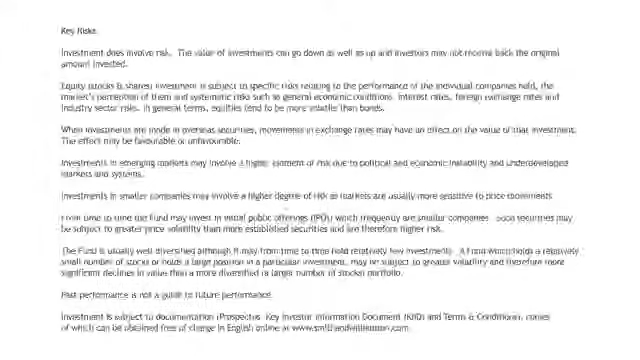 Key Risks
Investment does involve risk. The value of investments can go down as well as up and investors may not receive back the original
amount invested.
Equity (stocks & shares) investment is subject to specific risks relating to the performance of the individual companies held, the
market's perception of them and systematic risks such as general economic conditions, interest rates, foreign exchange rates and
industry sector risks. In general terms, equities tend to be more volatile than bonds.
When investments are made in overseas securities, movements in exchange rates may have an effect on the value of that investment.
The effect may be favourable or unfavourable.
Investments in emerging markets may involve a higher element of risk due to political and economic instability and underdeveloped
markets and systems.
Investments in smaller companies may involve a higher degree of risk as markets are usually more sensitive to price movements
From time to time the Fund may invest in initial public offerings (IPOs) which frequently are smaller companies. Such securities may
be subject to greater price volatility than more established securities and are therefore higher risk.
The Fund is usually well diversified although it may from time to time hold relatively few investments. A Fund which holds a relatively
small number of stocks or holds a large position in a particular investment, may be subject to greater volatility and therefore more
significant declines in value than a more diversified (a larger number of stocks) portfolio.
Past performance is not a guide to future performance.
Investment is subject to documentation (Prospectus, Key Investor Information Document (KIID) and Terms & Conditions), copies
of which can be obtained free of charge in English online at www.smithandwilliamson.com